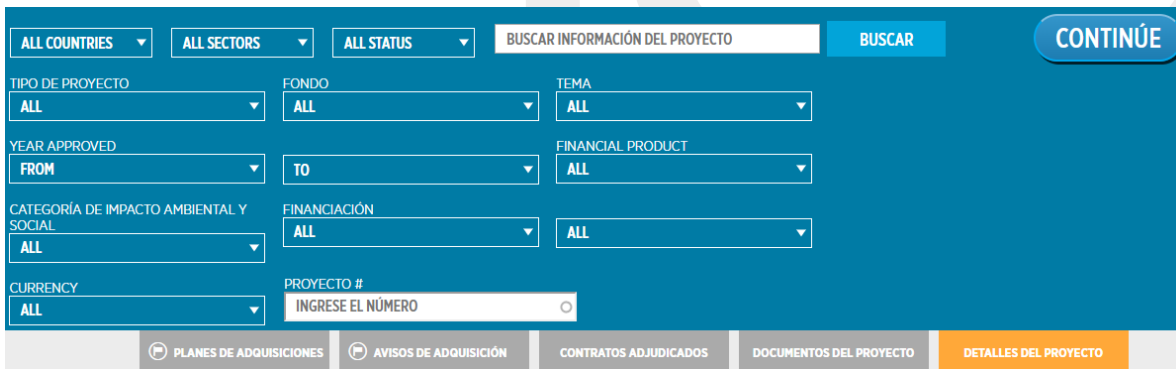 ALL COUNTRIES ALL SECTORS ALL STATUS BUSCAR INFORMACIÓN DEL PROYECTO BUSCAR CONTINÚE
TIPO DE PROYECTO FONDO TEMA
ALL ALL ALL
YEAR APPROVED FINANCIAL PRODUCT
FROM TO ALL
CATEGORÍA DE IMPACTO AMBIENTAL Y FINANCIACIÓN
SOCIAL
ALL ALL ALL
CURRENCY PROYECTO #
ALL INGRESE EL NÚMERO
PLANES DE ADQUISICIONES AVISOS DE ADQUISICIÓN CONTRATOS ADJUDICADOS DOCUMENTOS DEL PROYECTO DETALLES DEL PROYECTO